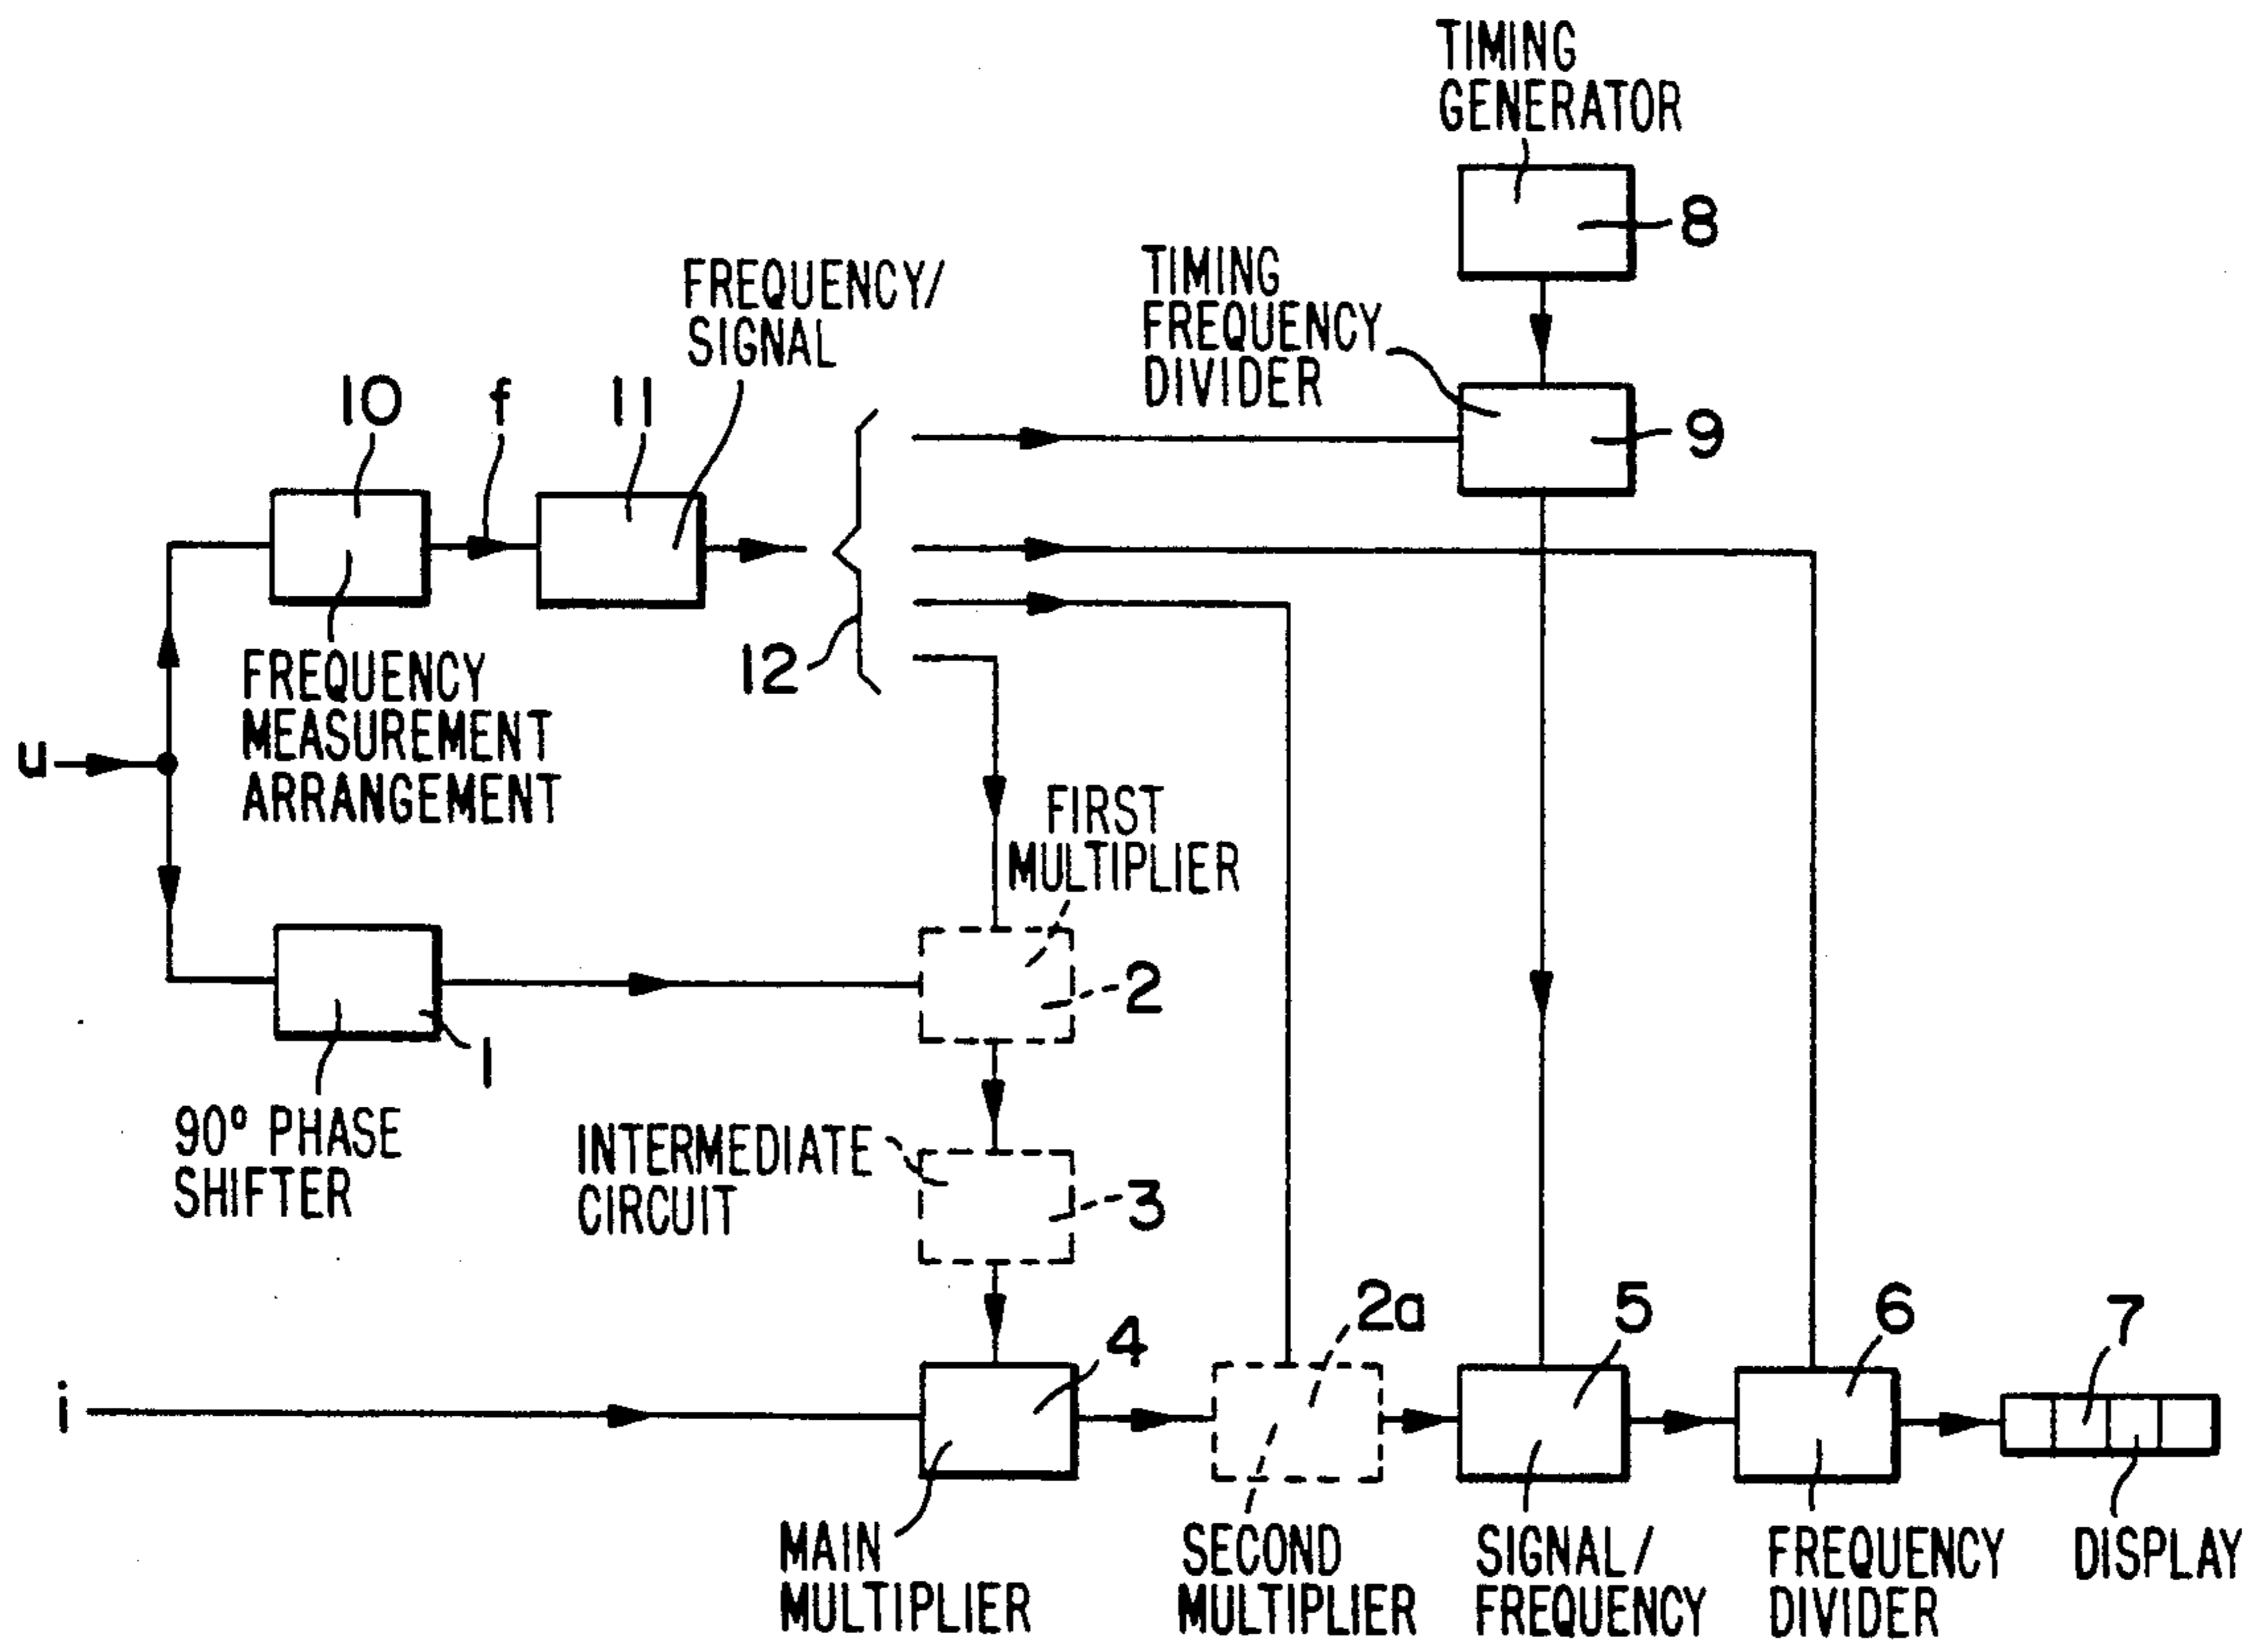 TIMING
GENERATOR
8
TIMING
FREQUENCY
DIVIDER
9
FREQUENCY/
SIGNAL
10
f
11
12
FREQUENCY
MEASUREMENT
ARRANGEMENT
u
FIRST
MULTIPLIER
2
1
90° PHASE
SHIFTER
INTERMEDIATE
CIRCUIT
3
i
4
2a
5
6
7
MAIN
MULTIPLIER
SECOND
MULTIPLIER
SIGNAL/
FREQUENCY
FREQUENCY
DIVIDER
DISPLAY